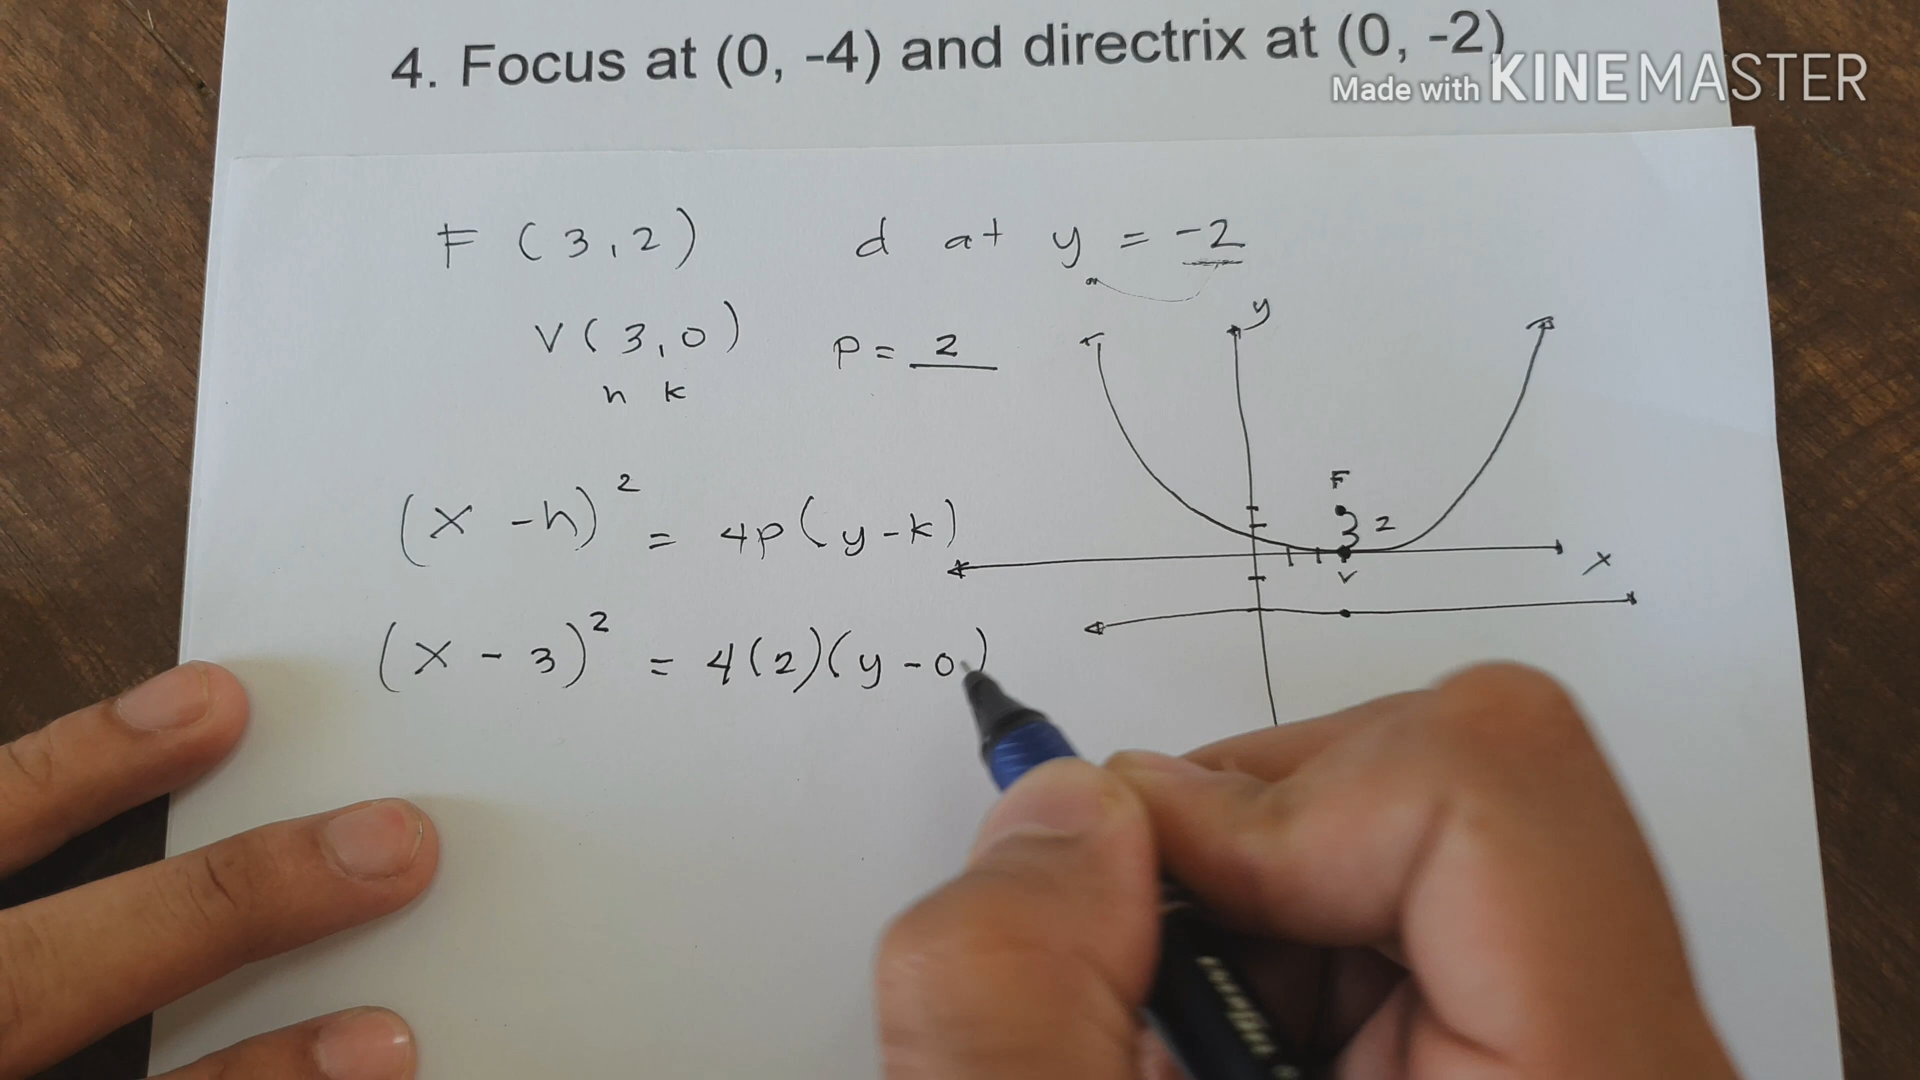 4. Focus at (0, -4) and directrix at (0, -2)
Made with KINEMASTER
F (3,2) d at y = -2
V(3,0) P = 2
h k
(x - h)² = 4p(y-k)
(x - 3)² = 4(2)(y-0)
y
F
2
V
x